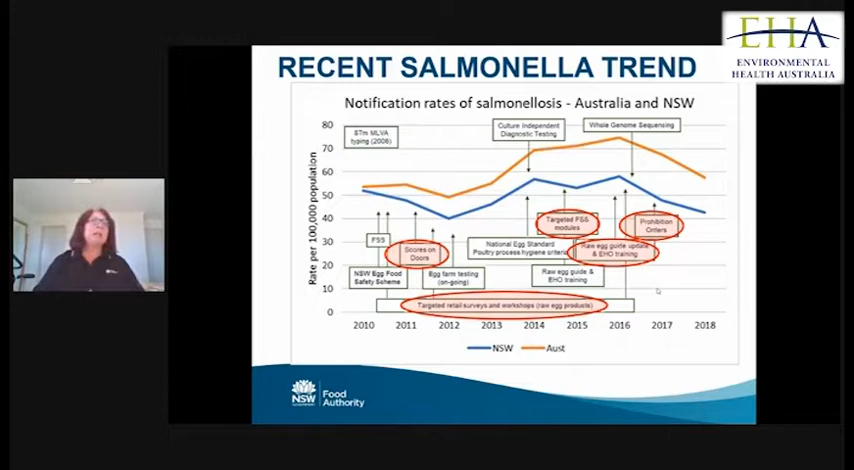 EHA
ENVIRONMENTAL
HEALTH AUSTRALIA
RECENT SALMONELLA TREND
Notification rates of salmonellosis - Australia and NSW
Rate per 100,000 population
80
70
60
50
40
30
20
10
0
STm MLVA
typing (2008)
Culture Independent
Diagnostic Testing
Whole Genome Sequencing
FSS
Scores on
Doors
NSW Egg Food
Safety Scheme
Egg farm testing
(on-going)
National Egg Standard
Poultry process hygiene criteria
Targeted FSS
modules
Raw egg guide &
EHO training
Raw egg guide update
& EHO training
Prohibition
Orders
Targeted retail surveys and workshops (raw egg products)
2010 2011 2012 2013 2014 2015 2016 2017 2018
NSW Aust
NSW
Food
Authority